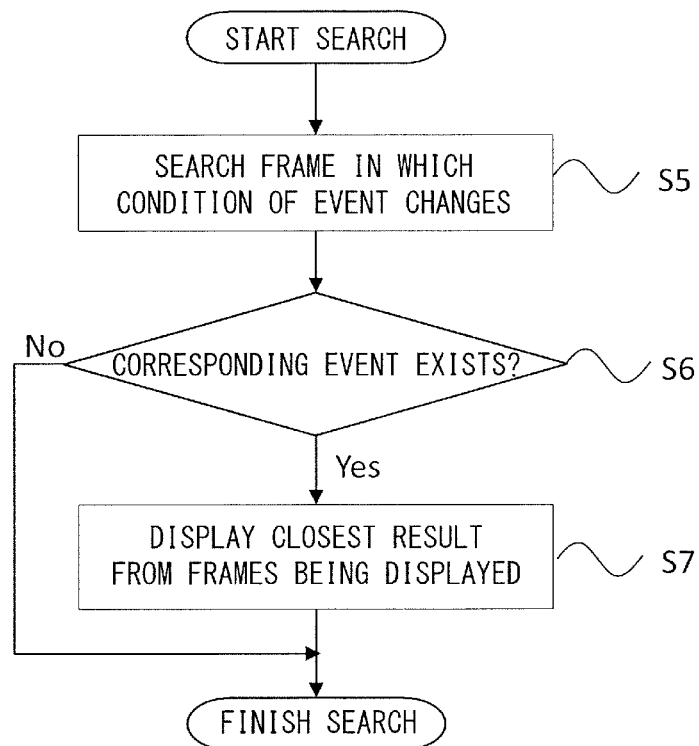 START SEARCH
SEARCH FRAME IN WHICH
CONDITION OF EVENT CHANGES
S5
No
CORRESPONDING EVENT EXISTS?
S6
Yes
DISPLAY CLOSEST RESULT
FROM FRAMES BEING DISPLAYED
S7
FINISH SEARCH